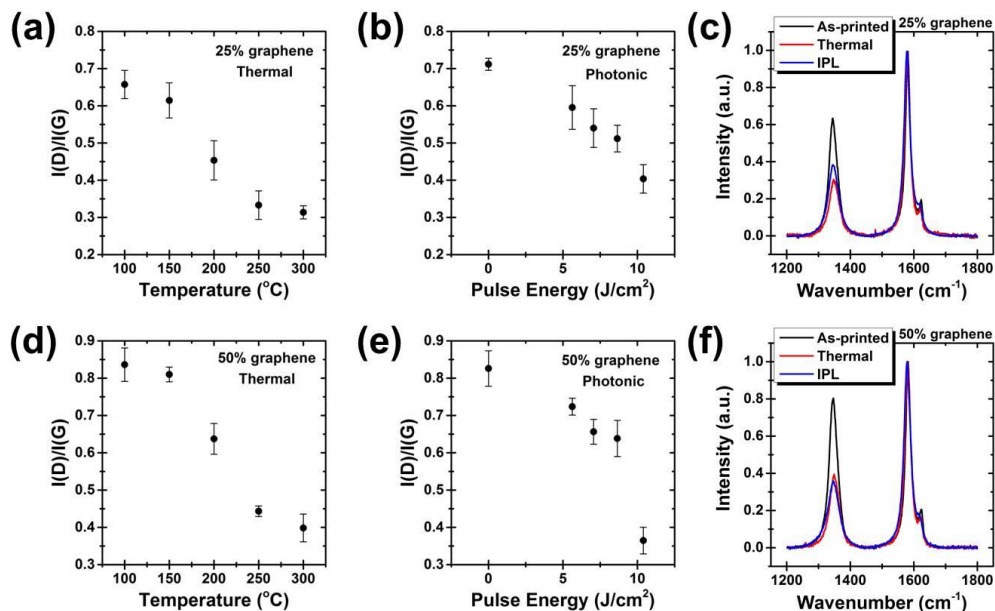 (a)
I(D)/I(G)
0.8
0.7
0.6
0.5
0.4
0.3
0.2
25% graphene
Thermal
100 150 200 250 300
Temperature (°C)
(b)
I(D)/I(G)
0.8
0.7
0.6
0.5
0.4
0.3
0.2
25% graphene
Photonic
0 5 10
Pulse Energy (J/cm²)
(c)
As-printed
Thermal
IPL
25% graphene
Intensity (a.u.)
1.0
0.8
0.6
0.4
0.2
0.0
1200 1400 1600 1800
Wavenumber (cm⁻¹)
(d)
I(D)/I(G)
0.9
0.8
0.7
0.6
0.5
0.4
0.3
50% graphene
Thermal
100 150 200 250 300
Temperature (°C)
(e)
I(D)/I(G)
0.9
0.8
0.7
0.6
0.5
0.4
0.3
50% graphene
Photonic
0 5 10
Pulse Energy (J/cm²)
(f)
As-printed
Thermal
IPL
50% graphene
Intensity (a.u.)
1.0
0.8
0.6
0.4
0.2
0.0
1200 1400 1600 1800
Wavenumber (cm⁻¹)